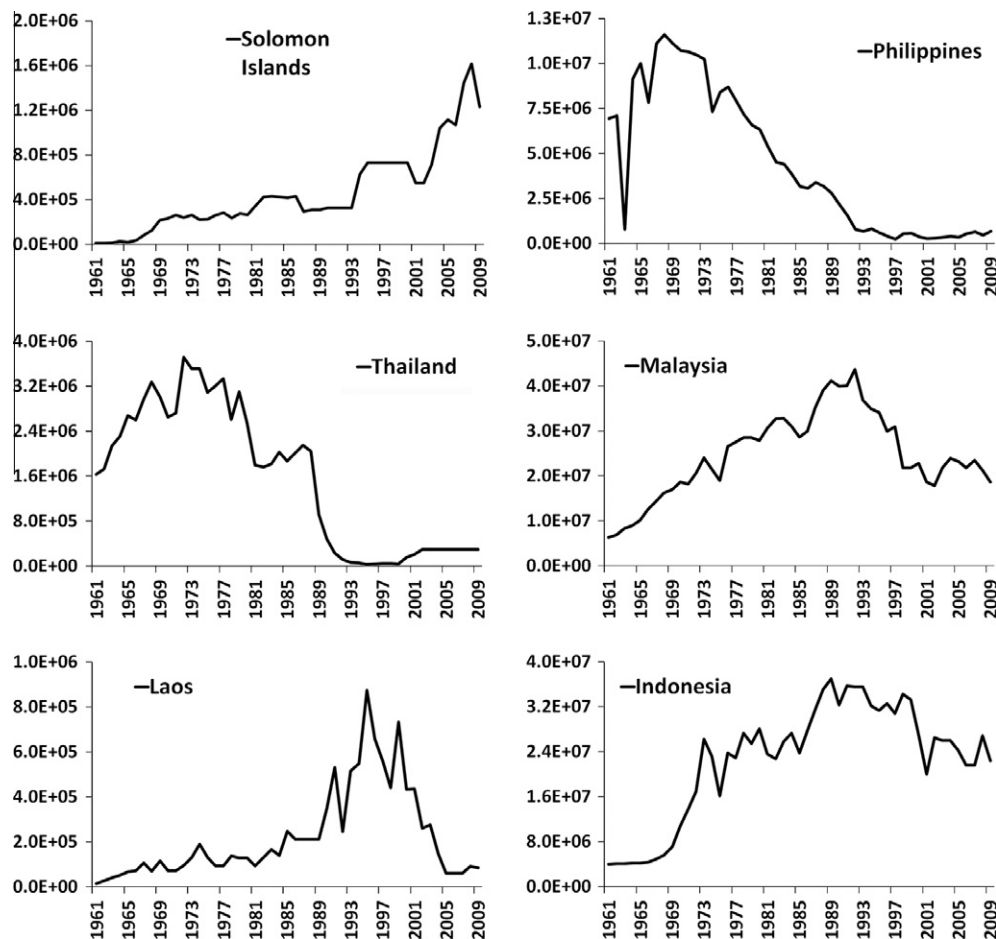 2.0E+06
1.6E+06
1.2E+06
8.0E+05
4.0E+05
0.0E+00
Solomon
Islands
1961
1965
1969
1973
1977
1981
1985
1989
1993
1997
2001
2005
2009
1.3E+07
1.0E+07
7.5E+06
5.0E+06
2.5E+06
0.0E+00
Philippines
1961
1965
1969
1973
1977
1981
1985
1989
1993
1997
2001
2005
2009
4.0E+06
3.2E+06
2.4E+06
1.6E+06
8.0E+05
0.0E+00
Thailand
1961
1965
1969
1973
1977
1981
1985
1989
1993
1997
2001
2005
2009
5.0E+07
4.0E+07
3.0E+07
2.0E+07
1.0E+07
0.0E+00
Malaysia
1961
1965
1969
1973
1977
1981
1985
1989
1993
1997
2001
2005
2009
1.0E+06
8.0E+05
6.0E+05
4.0E+05
2.0E+05
0.0E+00
Laos
1961
1965
1969
1973
1977
1981
1985
1989
1993
1997
2001
2005
2009
4.0E+07
3.2E+07
2.4E+07
1.6E+07
8.0E+06
0.0E+00
Indonesia
1961
1965
1969
1973
1977
1981
1985
1989
1993
1997
2001
2005
2009